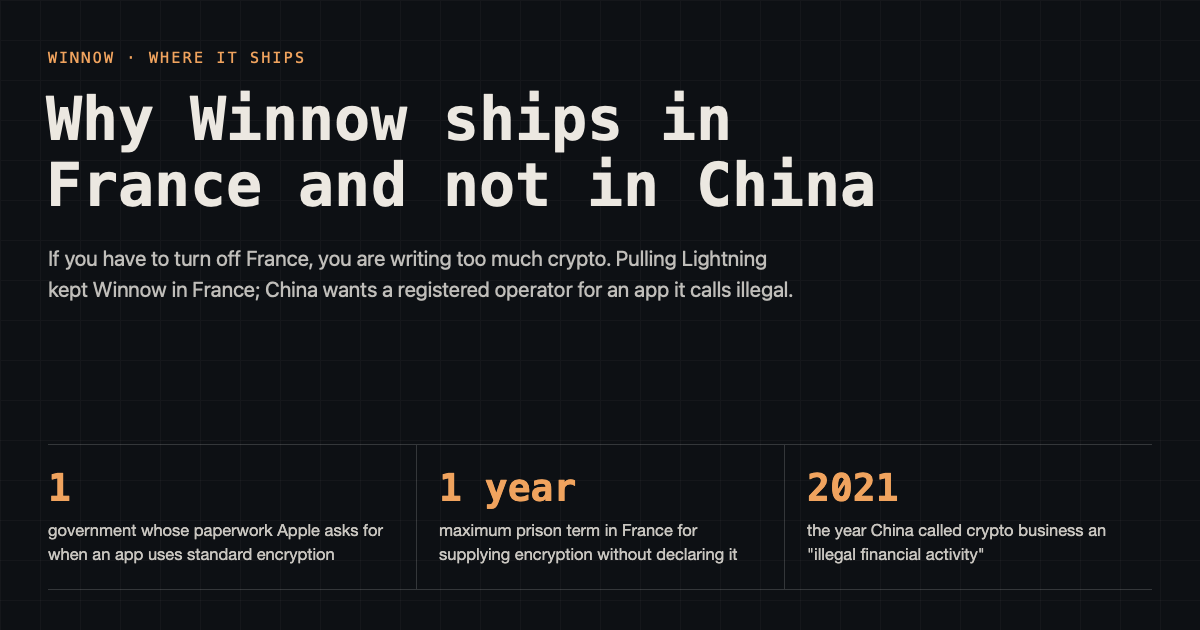 WINNOW · WHERE IT SHIPS
Why Winnow ships in
France and not in China
If you have to turn off France, you are writing too much crypto. Pulling Lightning
kept Winnow in France; China wants a registered operator for an app it calls illegal.
1
government whose paperwork Apple asks for
when an app uses standard encryption
1 year
maximum prison term in France for
supplying encryption without declaring it
2021
the year China called crypto business an
"illegal financial activity"